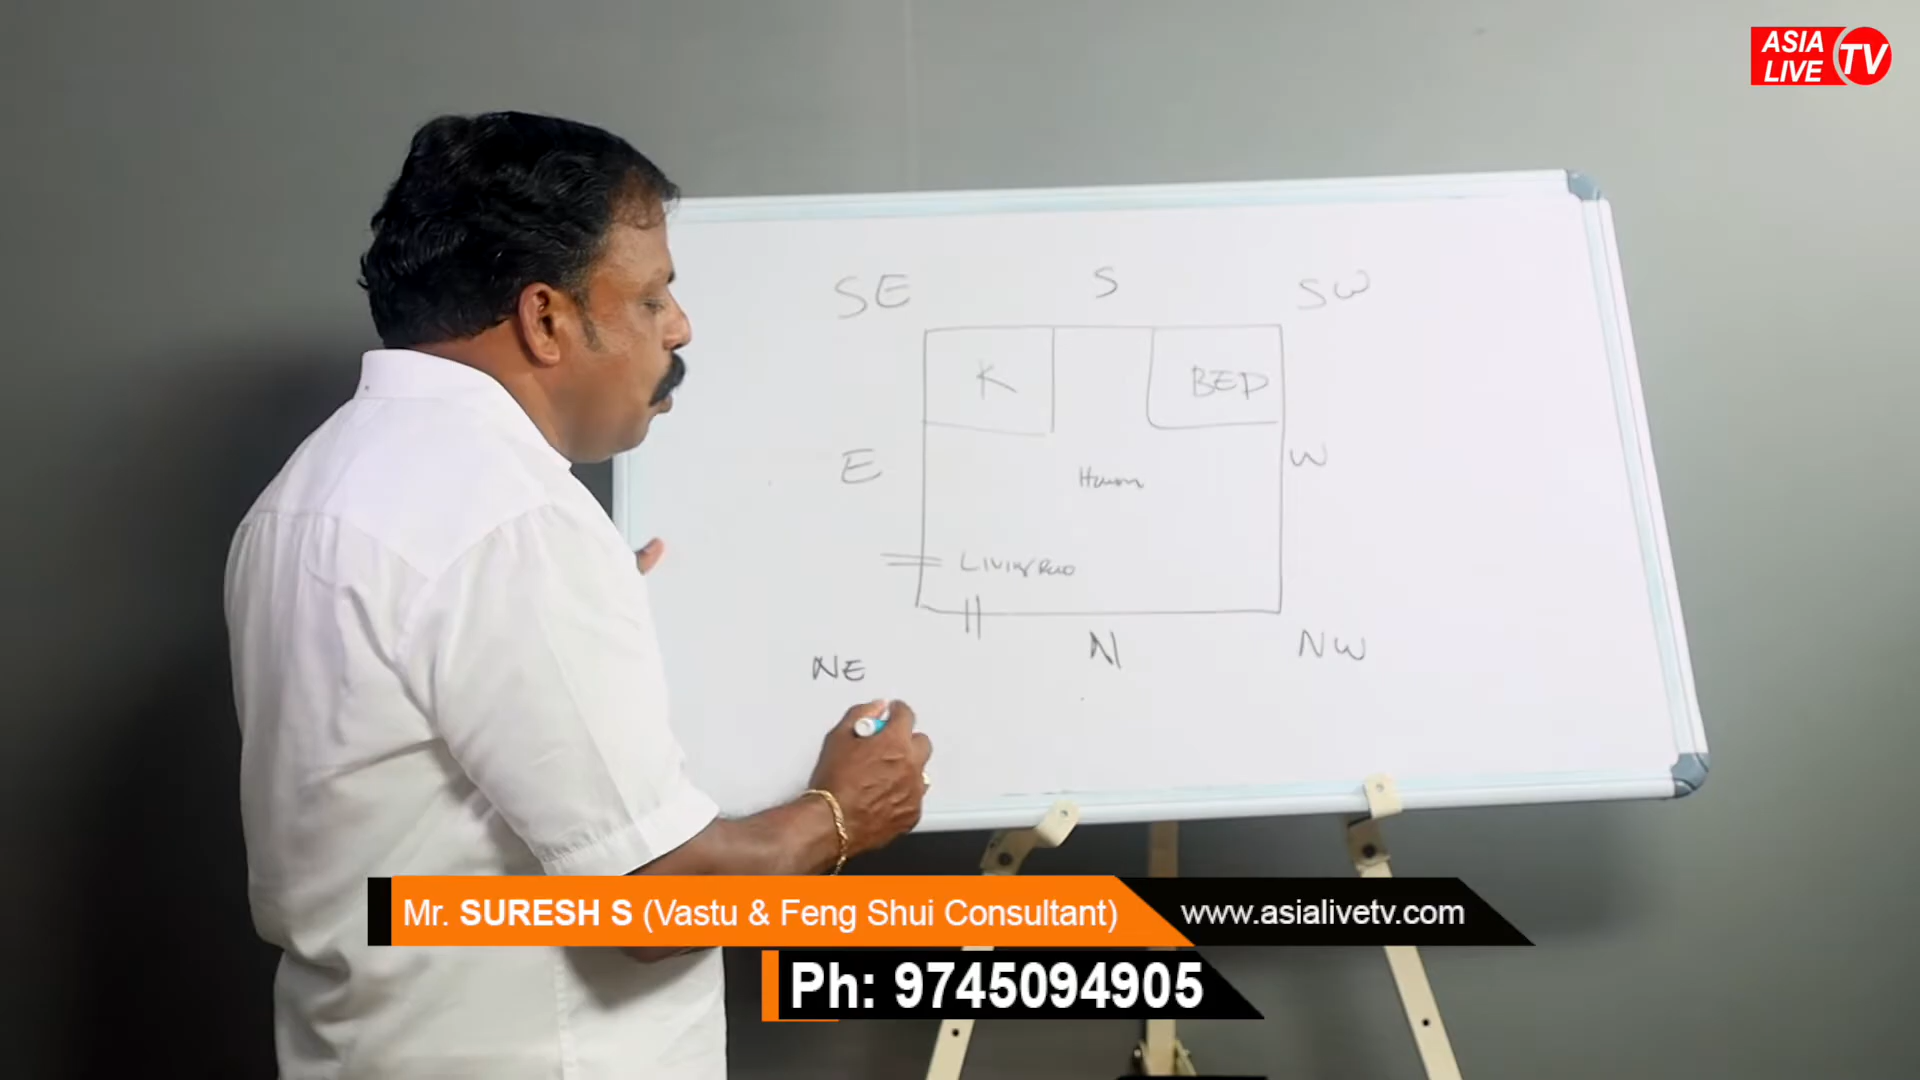 ASIA
LIVE TV
SE S SW
K BED
E W
NE N NW
Mr. SURESH S (Vastu & Feng Shui Consultant) www.asialivetv.com
Ph: 9745094905